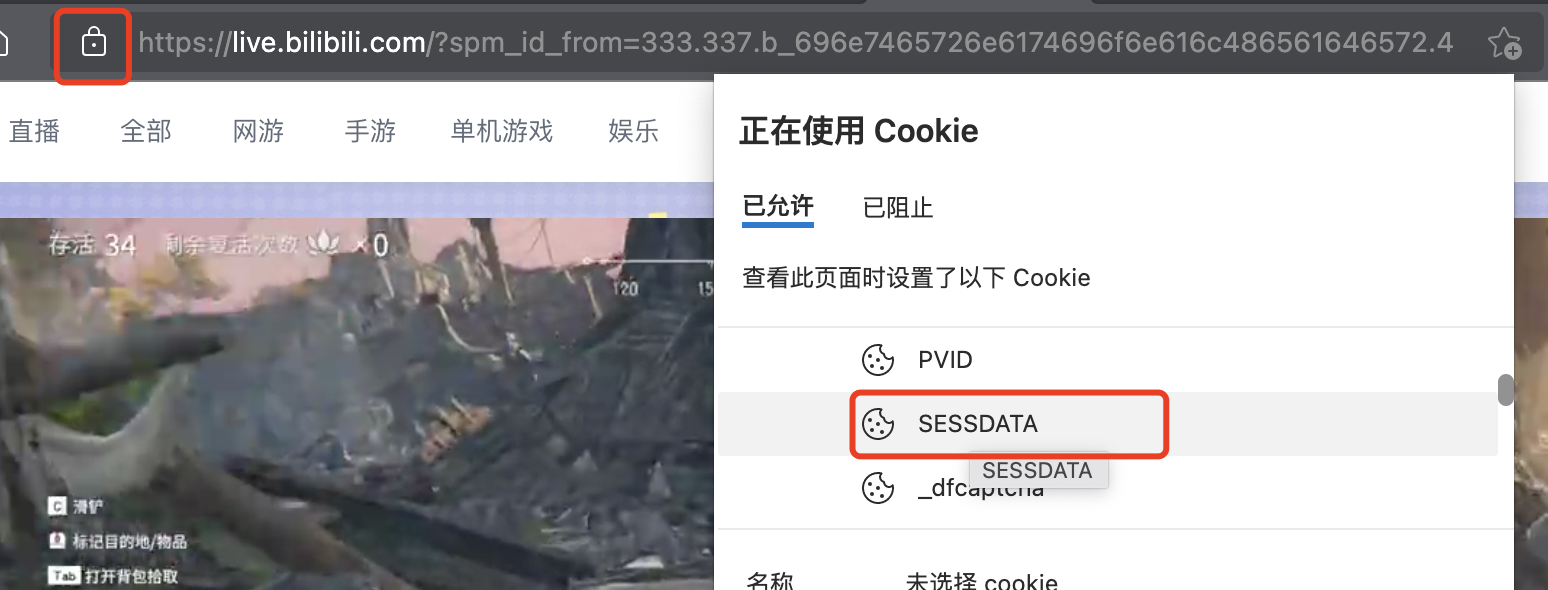 https://live.bilibili.com/?spm_id_from=333.337.b_696e7465726e6174696f6e616c486561646572.4
直播 全部 网游 手游 单机游戏 娱乐
正在使用 Cookie
已允许 已阻止
存活 34 剩余复活次数 × 0
查看此页面时设置了以下 Cookie
120 15
PVID
SESSDATA
SESSDATA
_dfcaptcha
C 滑铲
标记目的地/物品
Tab 打开背包拾取
名称 未选择 cookie